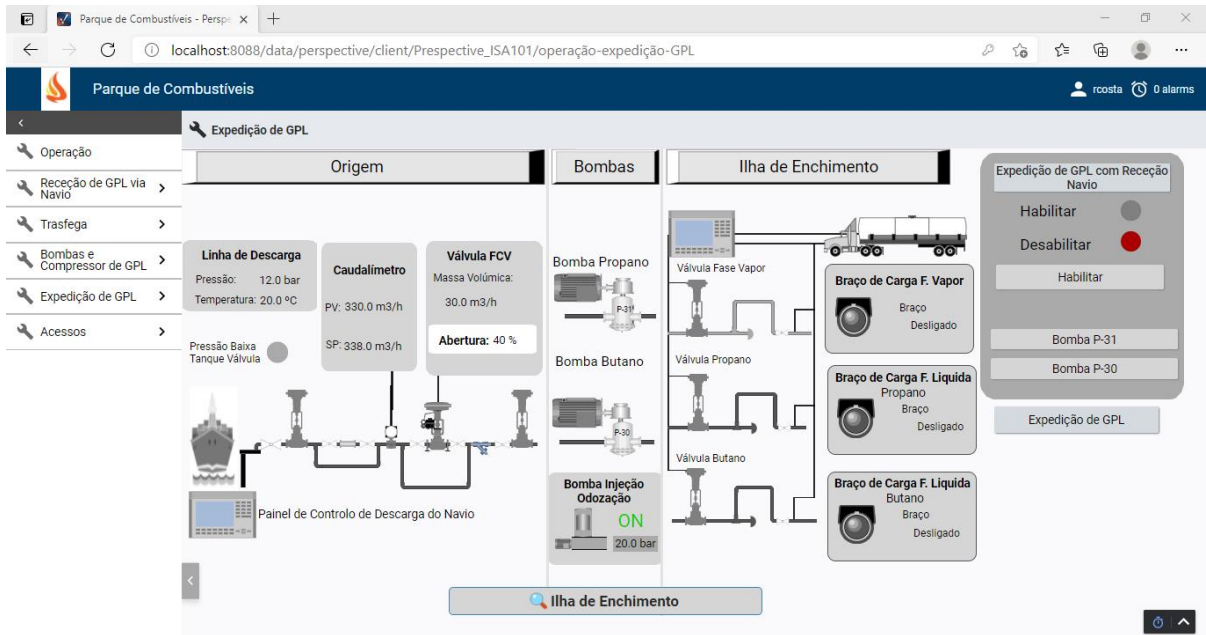 Parque de Combustíveis - Perspe
localhost:8088/data/perspective/client/Prespective_ISA101/operação-expedição-GPL
Parque de Combustíveis
rcosta
0 alarms
Operação
Receção de GPL via
Navio
Trasfega
Bombas e
Compressor de GPL
Expedição de GPL
Acessos
Expedição de GPL
Origem
Linha de Descarga
Pressão: 12.0 bar
Temperatura: 20.0 ºC
Caudalímetro
PV: 330.0 m3/h
SP: 338.0 m3/h
Válvula FCV
Massa Volúmica:
30.0 m3/h
Abertura: 40 %
Pressão Baixa
Tanque Válvula
Painel de Controlo de Descarga do Navio
Bombas
Bomba Propano
P-31
Bomba Butano
P-30
Bomba Injeção
Odozação
ON
20.0 bar
Ilha de Enchimento
Válvula Fase Vapor
Válvula Propano
Válvula Butano
Braço de Carga F. Vapor
Braço
Desligado
Braço de Carga F. Liquida
Propano
Braço
Desligado
Braço de Carga F. Liquida
Butano
Braço
Desligado
Expedição de GPL com Receção
Navio
Habilitar
Desabilitar
Habilitar
Bomba P-31
Bomba P-30
Expedição de GPL
Ilha de Enchimento